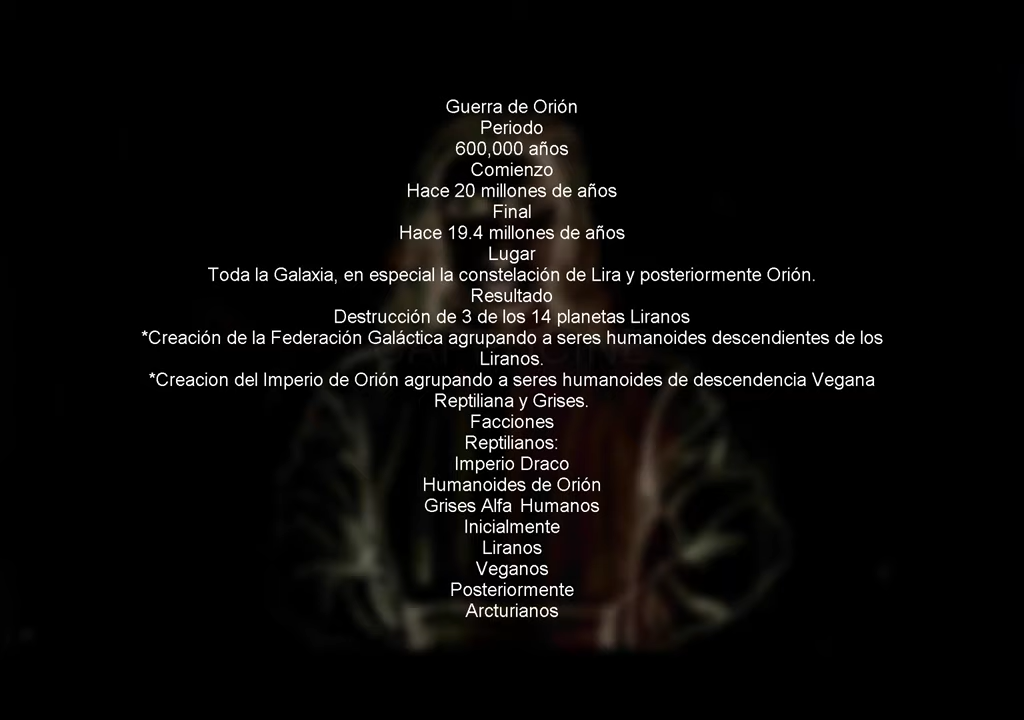 Guerra de Orión
Periodo
600,000 años
Comienzo
Hace 20 millones de años
Final
Hace 19.4 millones de años
Lugar
Toda la Galaxia, en especial la constelación de Lira y posteriormente Orión.
Resultado
Destrucción de 3 de los 14 planetas Liranos
*Creación de la Federación Galáctica agrupando a seres humanoides descendientes de los
Liranos.
*Creacion del Imperio de Orión agrupando a seres humanoides de descendencia Vegana
Reptiliana y Grises.
Facciones
Reptilianos:
Imperio Draco
Humanoides de Orión
Grises Alfa Humanos
Inicialmente
Liranos
Veganos
Posteriormente
Arcturianos